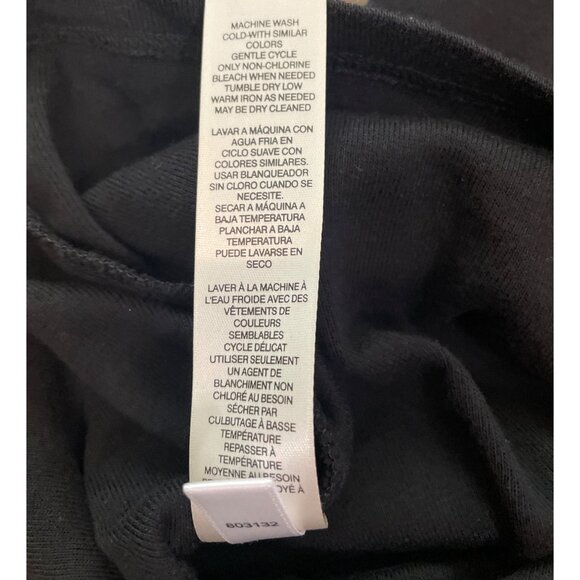 MACHINE WASH
COLD-WITH SIMILAR
COLORS
GENTLE CYCLE
ONLY NON-CHLORINE
BLEACH WHEN NEEDED
TUMBLE DRY LOW
WARM IRON AS NEEDED
MAY BE DRY CLEANED
LAVAR A MÁQUINA CON
AGUA FRIA EN
CICLO SUAVE CON
COLORES SIMILARES.
USAR BLANQUEADOR
SIN CLORO CUANDO SE
NECESITE.
SECAR A MÁQUINA A
BAJA TEMPERATURA
PLANCHAR A BAJA
TEMPERATURA
PUEDE LAVARSE EN
SECO
LAVER À LA MACHINE À
L'EAU FROIDE AVEC DES
VÊTEMENTS DE
COULEURS
SEMBLABLES
CYCLE DÉLICAT
UTILISER SEULEMENT
UN AGENT DE
BLANCHIMENT NON
CHLORÉ AU BESOIN
SÉCHER PAR
CULBUTAGE À BASSE
TEMPÉRATURE
REPASSER À
TEMPÉRATURE
MOYENNE AU BESOIN
À
603132